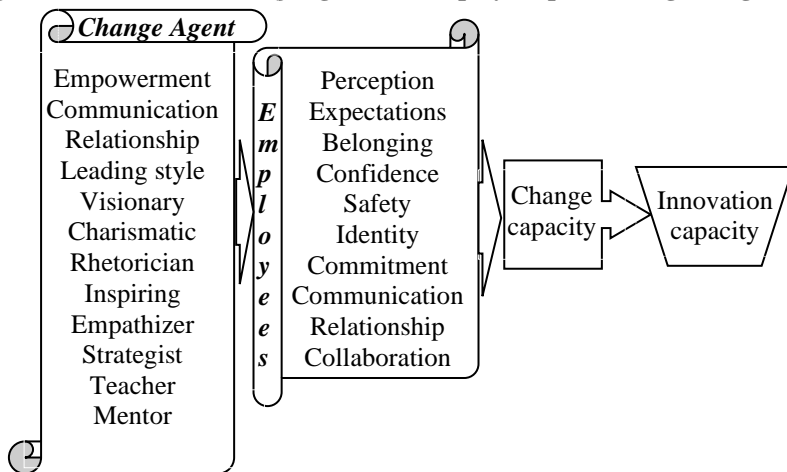 Change Agent
Empowerment
Communication
Relationship
Leading style
Visionary
Charismatic
Rhetorician
Inspiring
Empathizer
Strategist
Teacher
Mentor
Employees
Perception
Expectations
Belonging
Confidence
Safety
Identity
Commitment
Communication
Relationship
Collaboration
Change
capacity
Innovation
capacity